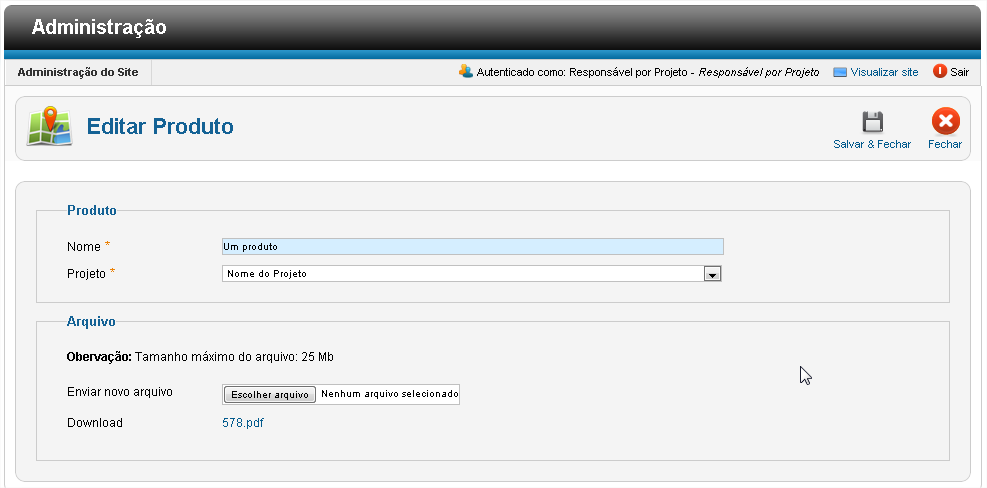 Administração
Administração do Site
Autenticado como: Responsável por Projeto - Responsável por Projeto
Visualizar site
Sair
Editar Produto
Salvar & Fechar
Fechar
Produto
Nome *
Um produto
Projeto *
Nome do Projeto
Arquivo
Obervação: Tamanho máximo do arquivo: 25 Mb
Enviar novo arquivo
Escolher arquivo
Nenhum arquivo selecionado
Download
578.pdf